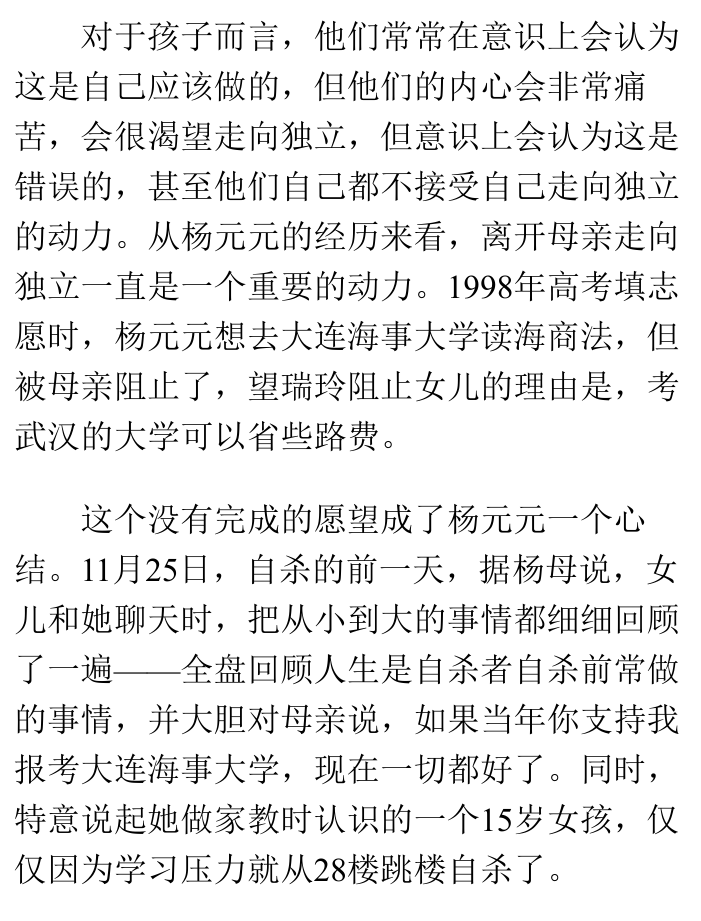 对于孩子而言，他们常常在意识上会认为
这是自己应该做的，但他们的内心会非常痛
苦，会很渴望走向独立，但意识上会认为这是
错误的，甚至他们自己都不接受自己走向独立
的动力。从杨元元的经历来看，离开母亲走向
独立一直是一个重要的动力。1998年高考填志
愿时，杨元元想去大连海事大学读海商法，但
被母亲阻止了，望瑞玲阻止女儿的理由是，考
武汉的大学可以省些路费。
这个没有完成的愿望成了杨元元一个心
结。11月25日，自杀的前一天，据杨母说，女
儿和她聊天时，把从小到大的事情都细细回顾
了一遍——全盘回顾人生是自杀者自杀前常做
的事情，并大胆对母亲说，如果当年你支持我
报考大连海事大学，现在一切都好了。同时，
特意说起她做家教时认识的一个15岁女孩，仅
仅因为学习压力就从28楼跳楼自杀了。